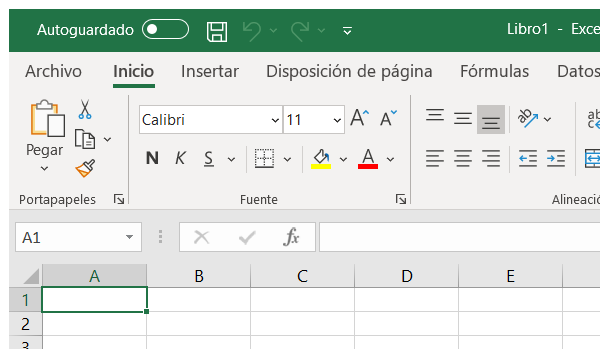 Autoguardado Libro1 - Exce
Archivo Inicio Insertar Disposición de página Fórmulas Datos
Calibri 11 A A ab
Pegar N K S A
Portapapeles Fuente Alineació
A1 fx
A B C D E
1
2
3